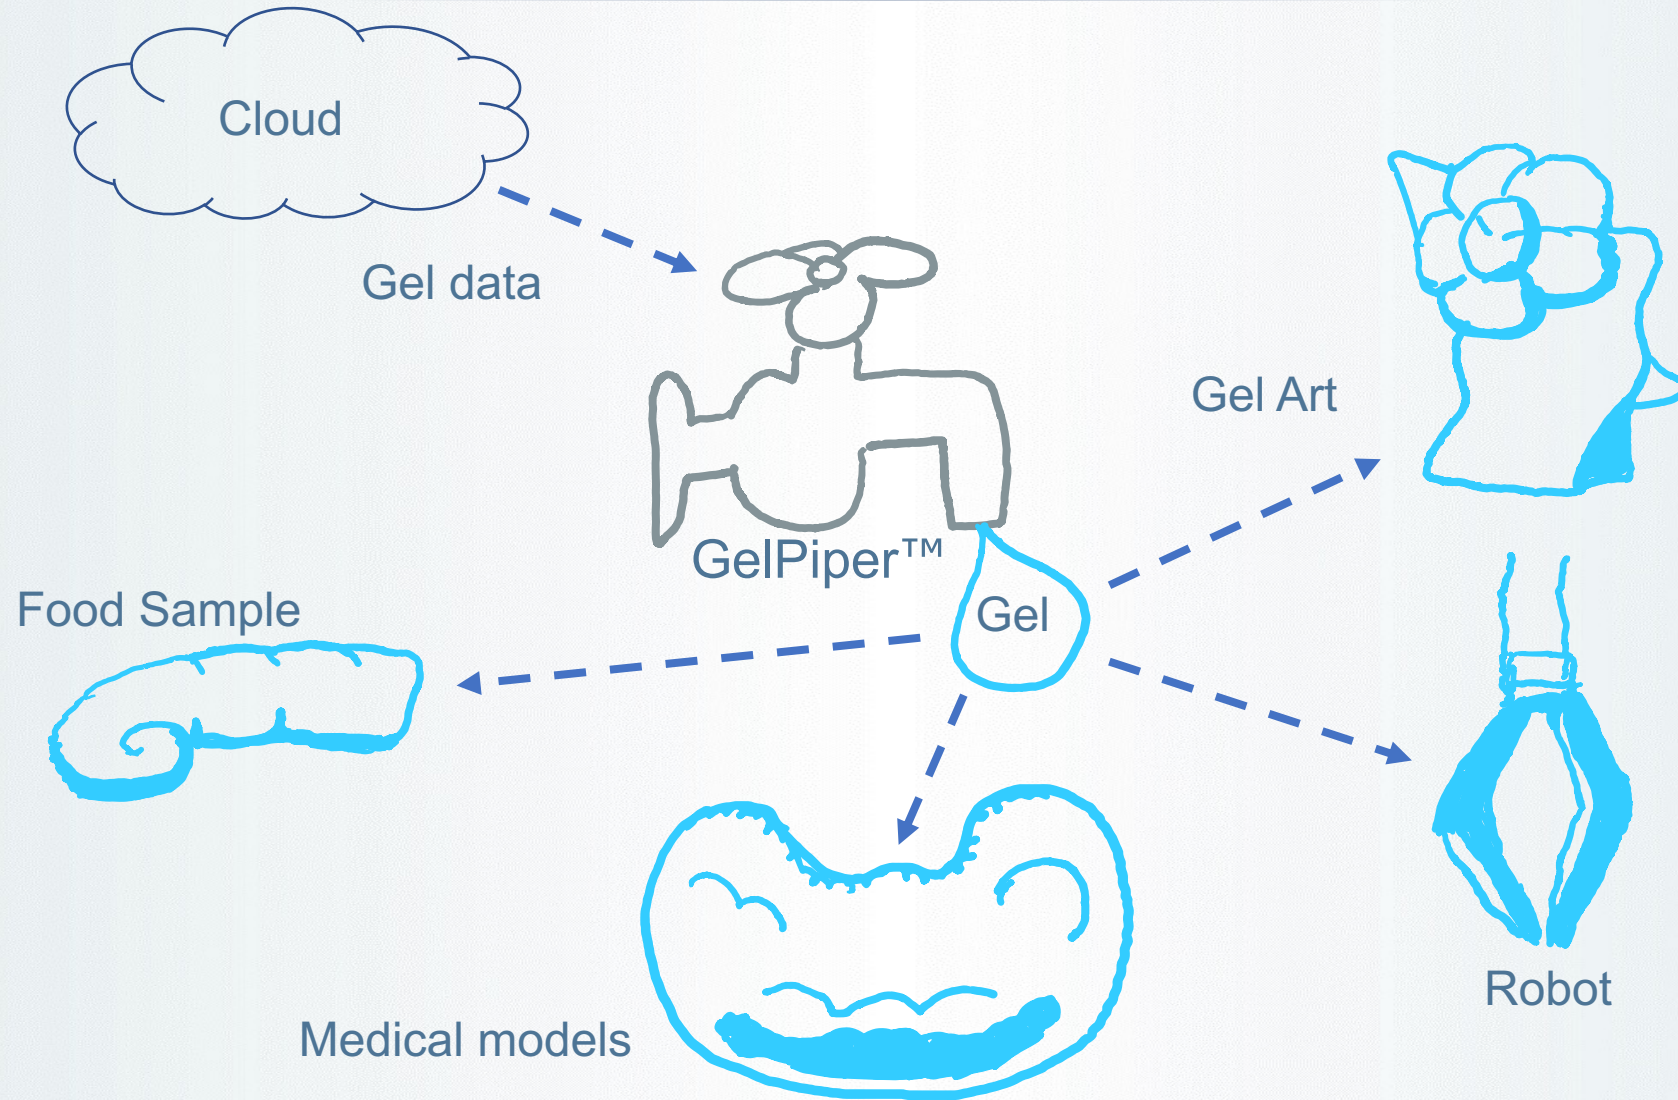 Cloud
Gel data
Gel Art
GelPiper™
Gel
Food Sample
Robot
Medical models